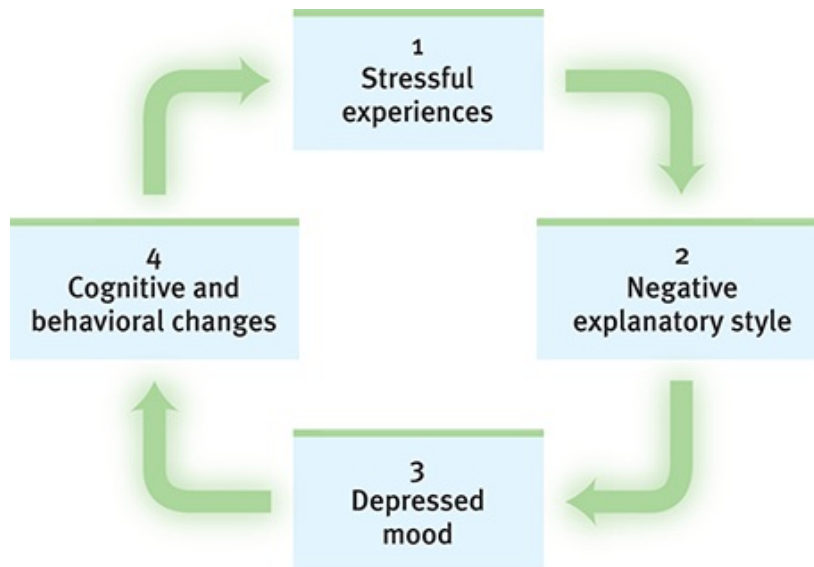 1
Stressful
experiences
2
Negative
explanatory style
3
Depressed
mood
4
Cognitive and
behavioral changes